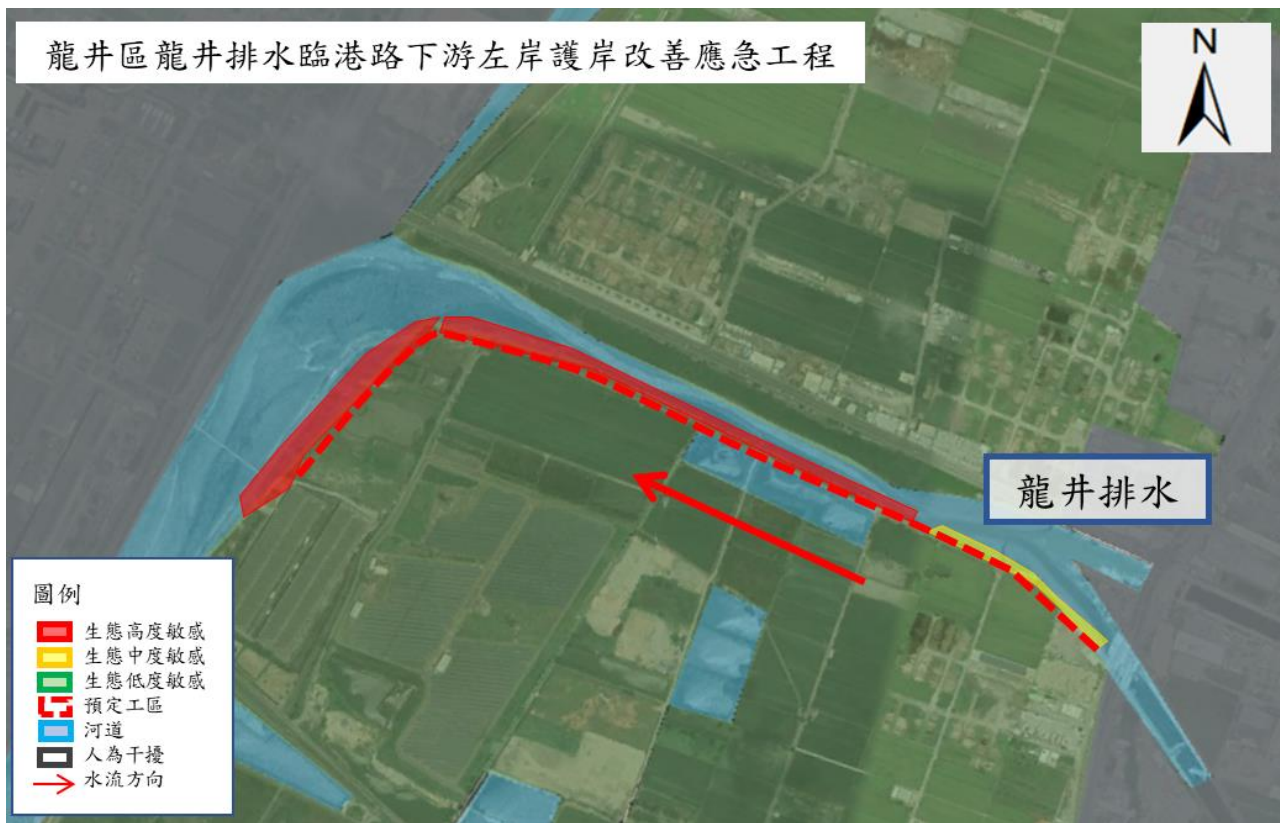 龍井區龍井排水臨港路下游左岸護岸改善應急工程
N
龍井排水
圖例
生態高度敏感
生態中度敏感
生態低度敏感
預定工區
河道
人為干擾
水流方向